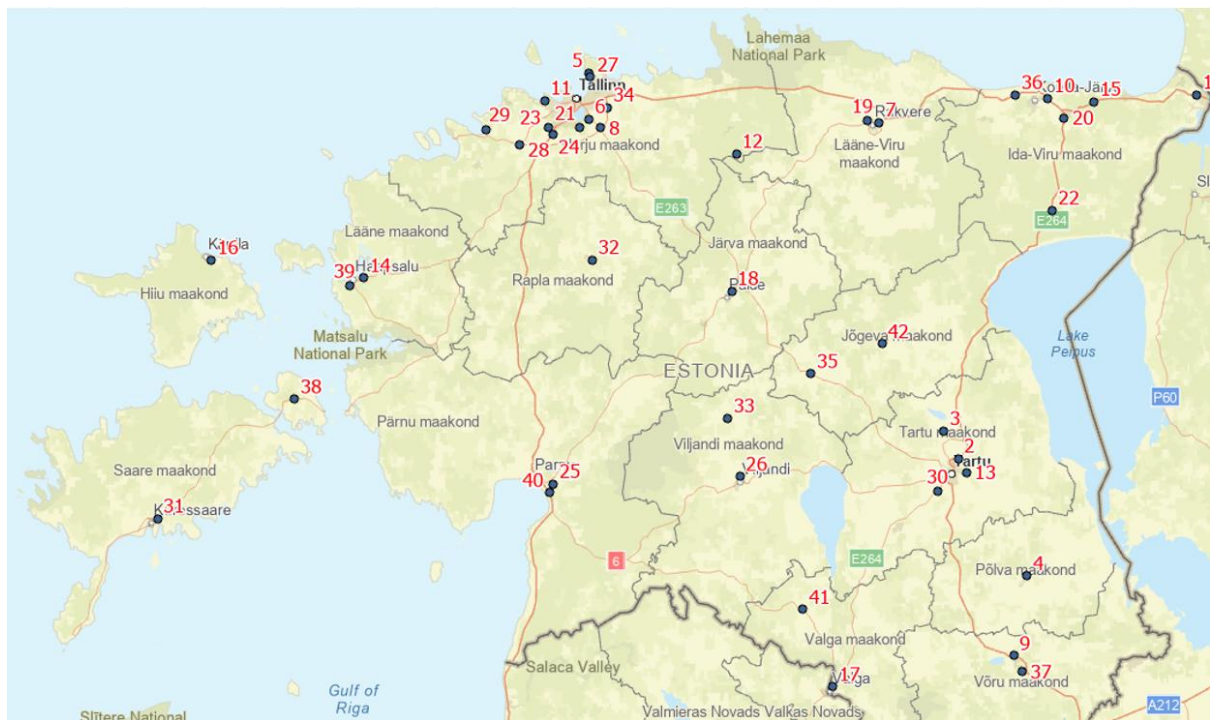 Lahemaa
National Park
5
27
Tallinn
11
34
6
36
10
Kohtla-Järve
15
1
29
23
21
8
19
7
Rakvere
20
28
24
Harju maakond
12
Lääne-Viru
maakond
Ida-Viru maakond
E263
22
E264
Lääne maakond
Kärdla
16
Järva maakond
39
14
Haapsalu
32
Rapla maakond
18
Paide
Hiiu maakond
Matsalu
National Park
42
Jõgeva maakond
Lake
Peipus
35
ESTONIA
P60
38
33
3
Pärnu maakond
Viljandi maakond
Tartu maakond
2
Saare maakond
Pärnu
25
26
Viljandi
Tartu
13
40
30
31
Kuressaare
6
E264
4
Põlva maakond
41
Valga maakond
9
Salaca Valley
17
Valga
37
Võru maakond
Gulf of
Riga
Slītere National
Valmieras Novads
Valkas Novads
A212